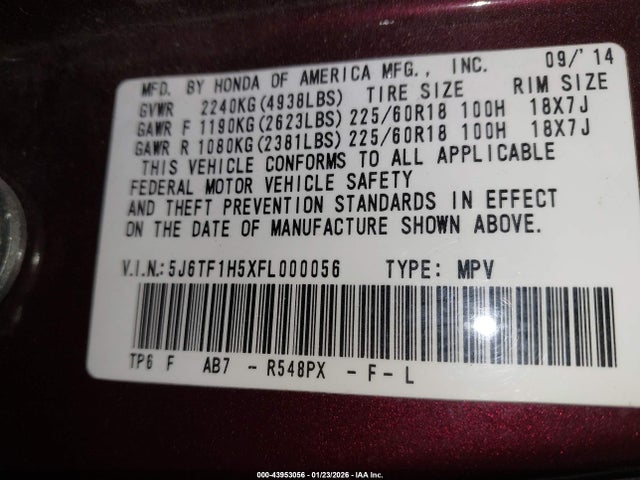 MFD. BY HONDA OF AMERICA MFG., INC. 09/'14
GVWR 2240KG(4938LBS) TIRE SIZE RIM SIZE
GAWR F 1190KG(2623LBS) 225/60R18 100H 18X7J
GAWR R 1080KG(2381LBS) 225/60R18 100H 18X7J
THIS VEHICLE CONFORMS TO ALL APPLICABLE
FEDERAL MOTOR VEHICLE SAFETY
AND THEFT PREVENTION STANDARDS IN EFFECT
ON THE DATE OF MANUFACTURE SHOWN ABOVE.
V.I.N.: 5J6TF1H5XFL000056 TYPE: MPV
TP6 F AB7 - R548PX - F - L
000-43953056 - 01/23/2026 - IAA Inc.